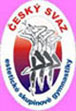 ČESKÝ SVAZ
estetické skupinové gymnastiky